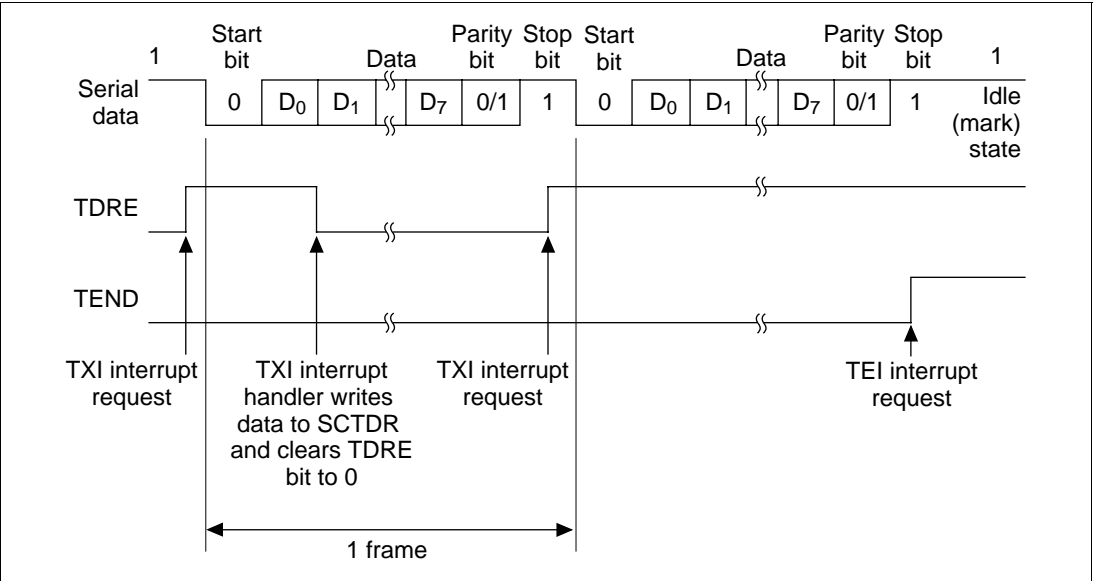 Start bit
Parity bit
Stop bit
Start bit
Parity bit
Stop bit
1
Data
Data
1
Serial data
0
D0
D1
D7
0/1
1
0
D0
D1
D7
0/1
1
Idle (mark) state
TDRE
TEND
TXI interrupt request
TXI interrupt handler writes data to SCTDR and clears TDRE bit to 0
TXI interrupt request
TEI interrupt request
1 frame